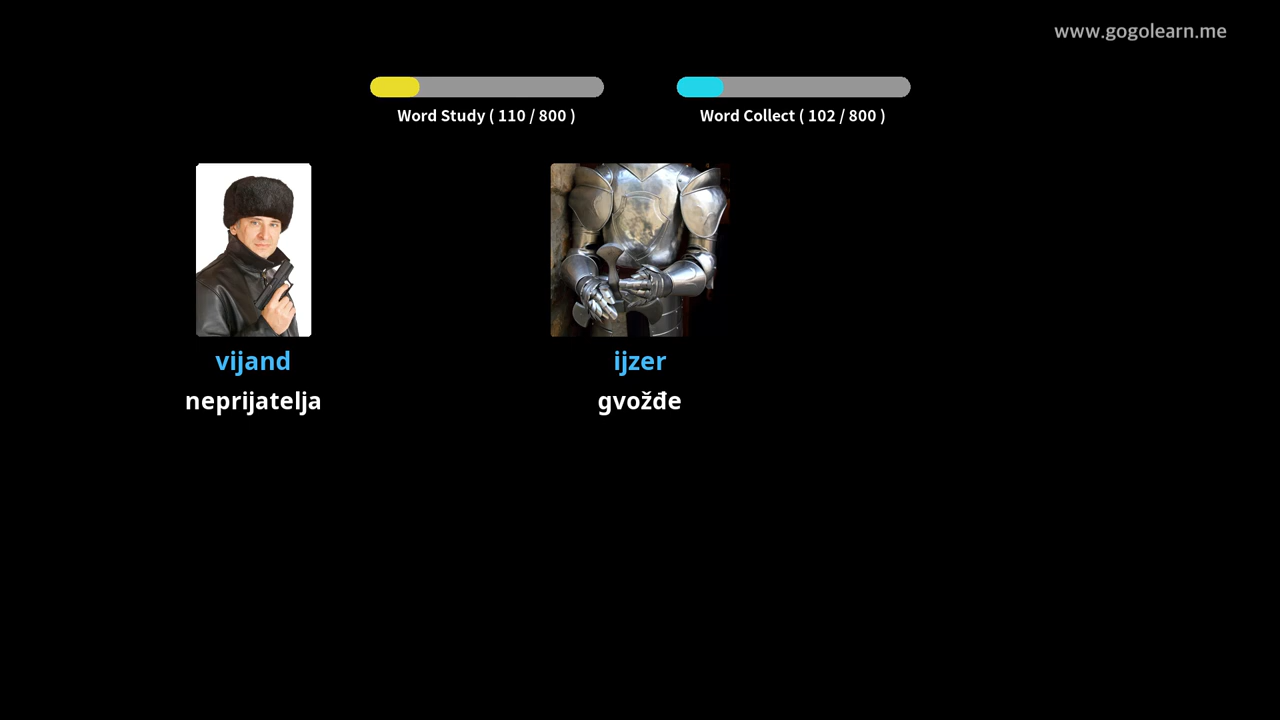 www.gogolearn.me
Word Study ( 110 / 800 )
Word Collect ( 102 / 800 )
vijand
ijzer
neprijatelja
gvožđe